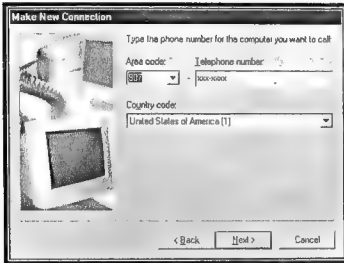 Make New Connection
Type the phone number for the computer you want to call:
Area code: Telephone number:
- xxx-xxxx
Country code:
United States of America (1)
< Back Next > Cancel